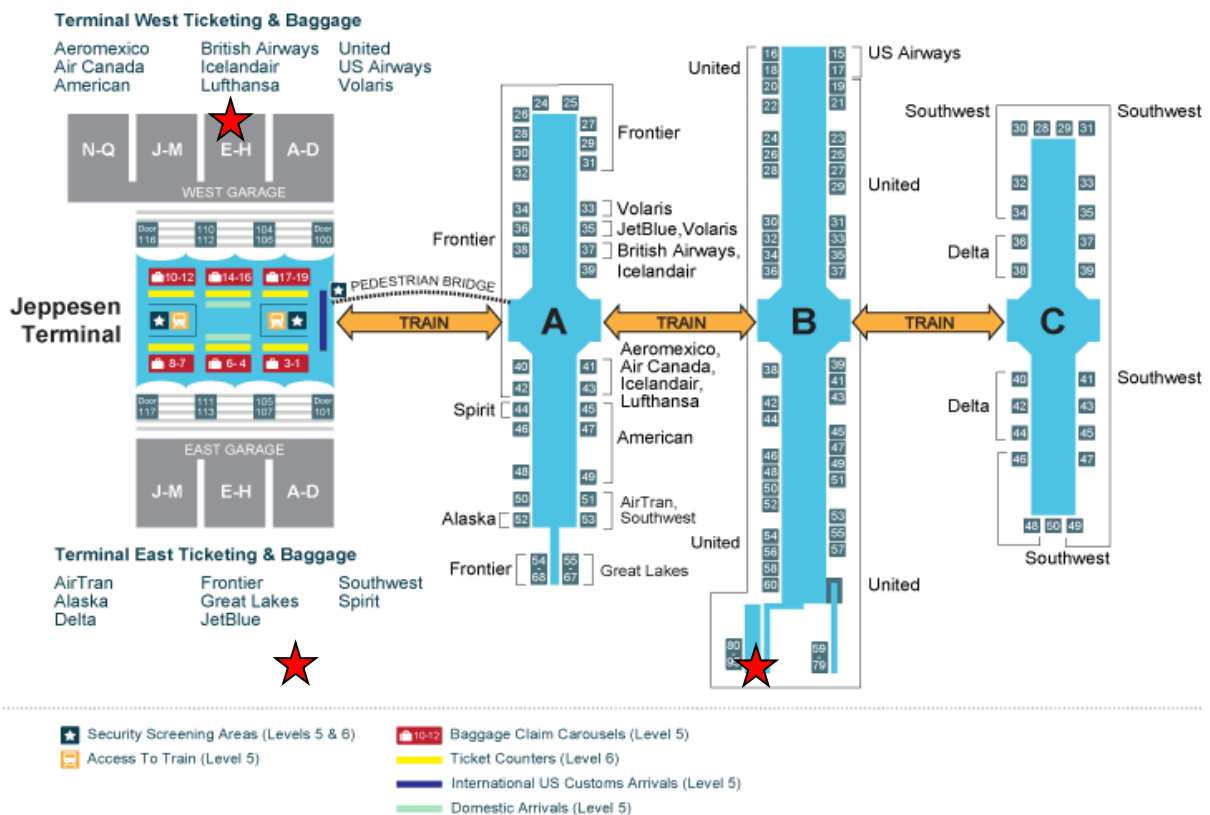 Terminal West Ticketing & Baggage
Aeromexico British Airways United
Air Canada Icelandair US Airways
American Lufthansa Volaris
N-Q J-M E-H A-D
WEST GARAGE
Door 116
110 112
104 106
Door 100
10-12 14-16 17-19
Jeppesen
Terminal
8-7 6-4 3-1
Door 117
111 113
105 107
Door 101
EAST GARAGE
J-M E-H A-D
Terminal East Ticketing & Baggage
AirTran Frontier Southwest
Alaska Great Lakes Spirit
Delta JetBlue
PEDESTRIAN BRIDGE
TRAIN
A
TRAIN
B
TRAIN
C
24 25
26 27
28 29
30 31
32
Frontier
34 33 Volaris
36 35 JetBlue,Volaris
38 37 British Airways,
39 Icelandair
Frontier
40 41
42 43
Aeromexico,
Air Canada,
Icelandair,
Lufthansa
Spirit 44 45
46 47
American
48 49
50 51
Alaska 52 53
AirTran,
Southwest
Frontier 54 - 68 55 - 67 Great Lakes
United
16 15
18 17
US Airways
20 19
22 21
24 23
26 25
28 27
29
United
30 31
32 33
34 35
36 37
38 39
41
42 43
44 45
46 47
48 49
50 51
52 53
54 55
56 57
58
60
United
United
80
59 - 79
Southwest Southwest
30 28 29 31
32 33
34 35
Delta
36 37
38 39
40 41
42 43
44 45
Delta
Southwest
46 47
48 50 49
Southwest
Security Screening Areas (Levels 5 & 6)
Access To Train (Level 5)
10-12 Baggage Claim Carousels (Level 5)
Ticket Counters (Level 6)
International US Customs Arrivals (Level 5)
Domestic Arrivals (Level 5)